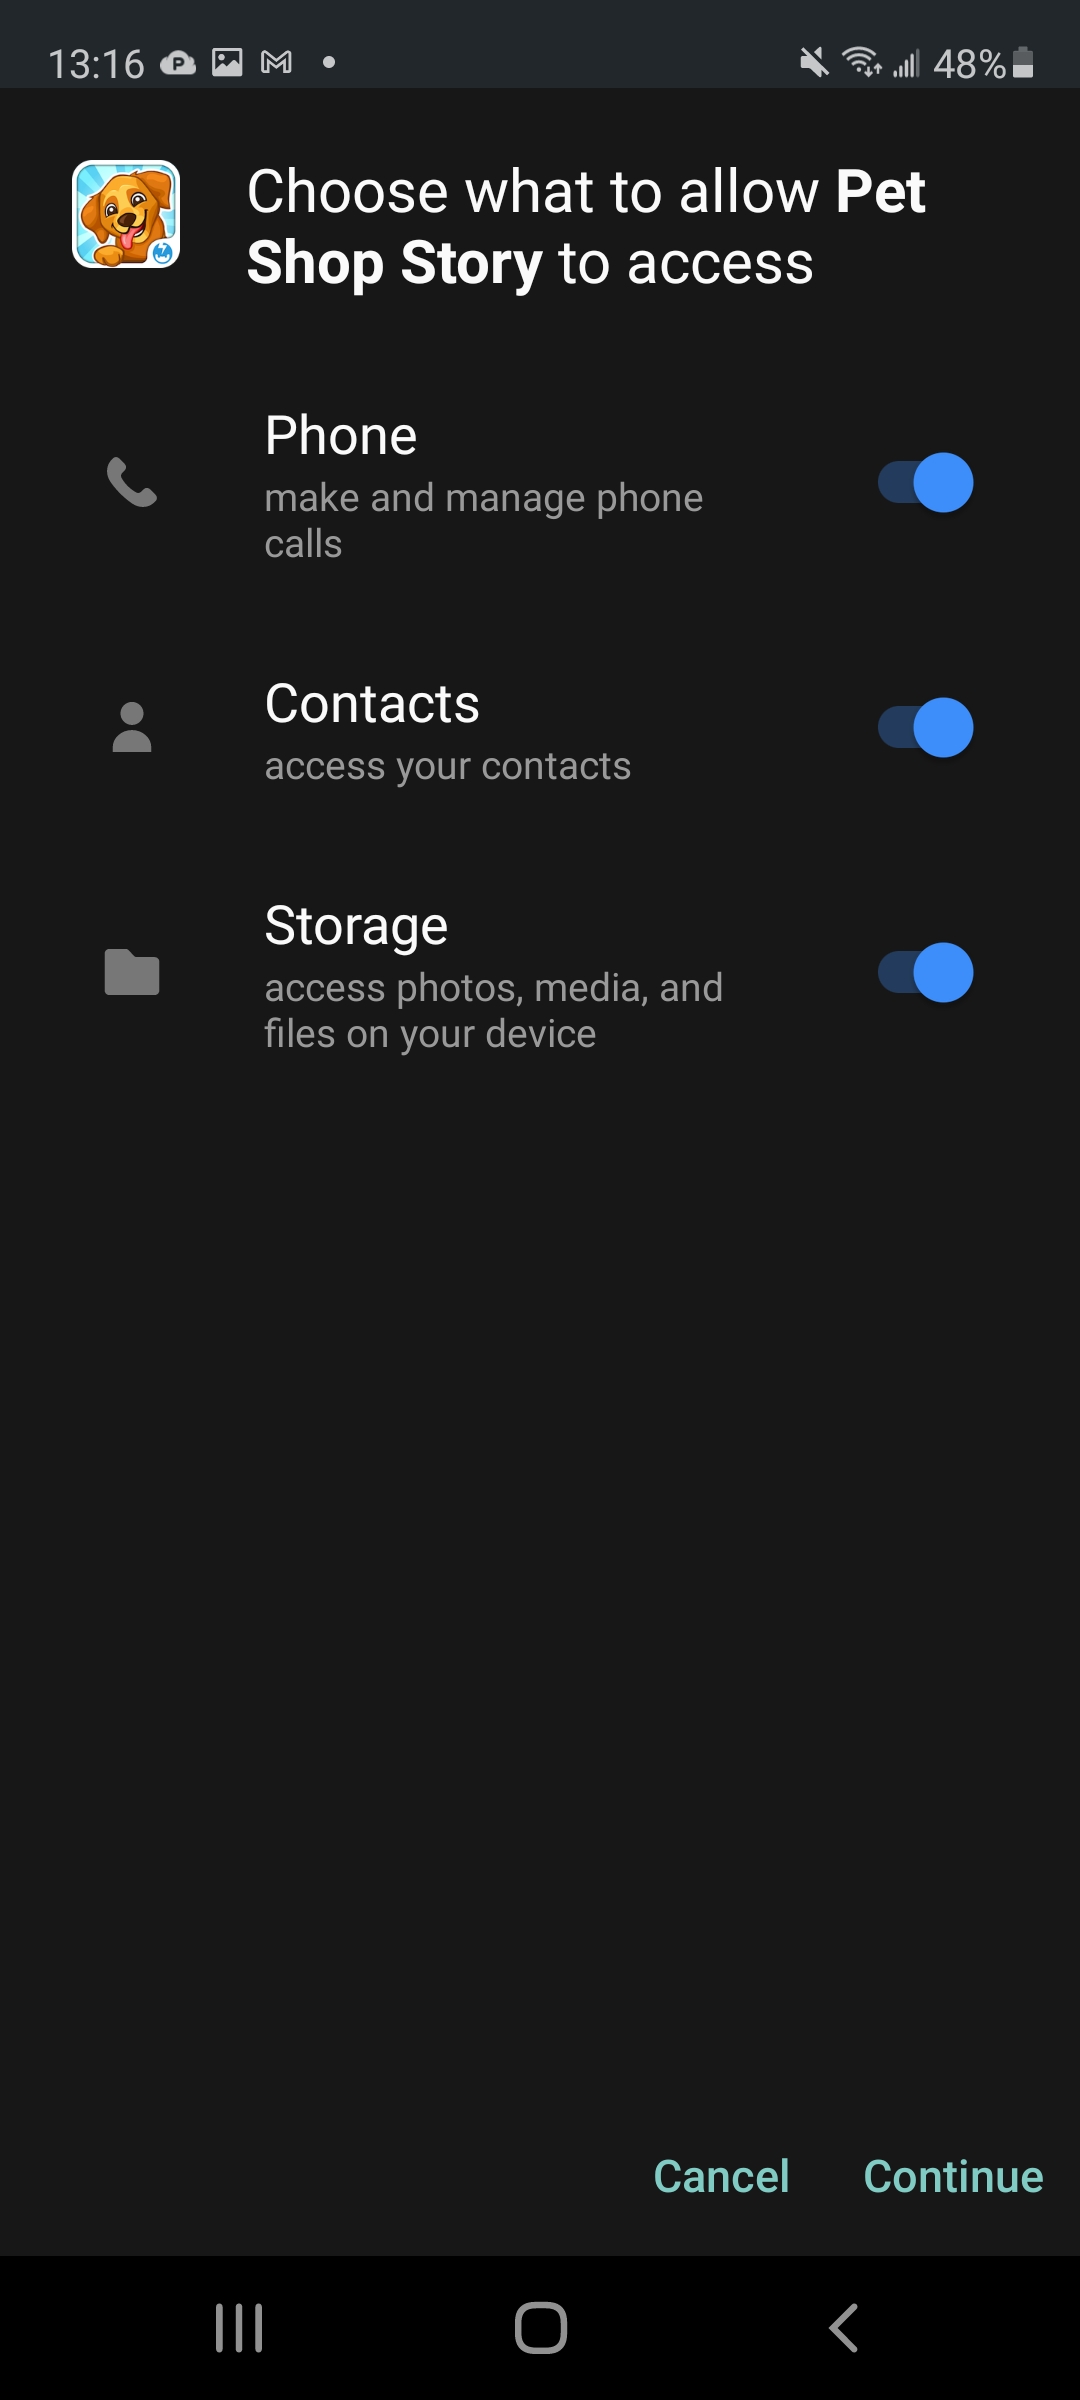 13:16
48%
Choose what to allow Pet
Shop Story to access
Phone
make and manage phone
calls
Contacts
access your contacts
Storage
access photos, media, and
files on your device
Cancel Continue